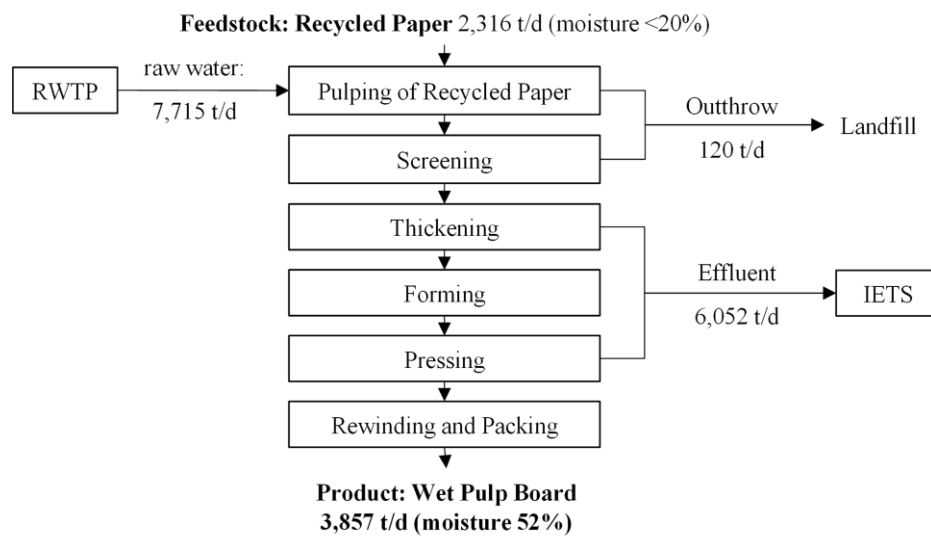 Feedstock: Recycled Paper 2,316 t/d (moisture <20%)
RWTP
raw water:
7,715 t/d
Pulping of Recycled Paper
Screening
Outthrow
120 t/d
Landfill
Thickening
Forming
Pressing
Effluent
6,052 t/d
IETS
Rewinding and Packing
Product: Wet Pulp Board
3,857 t/d (moisture 52%)